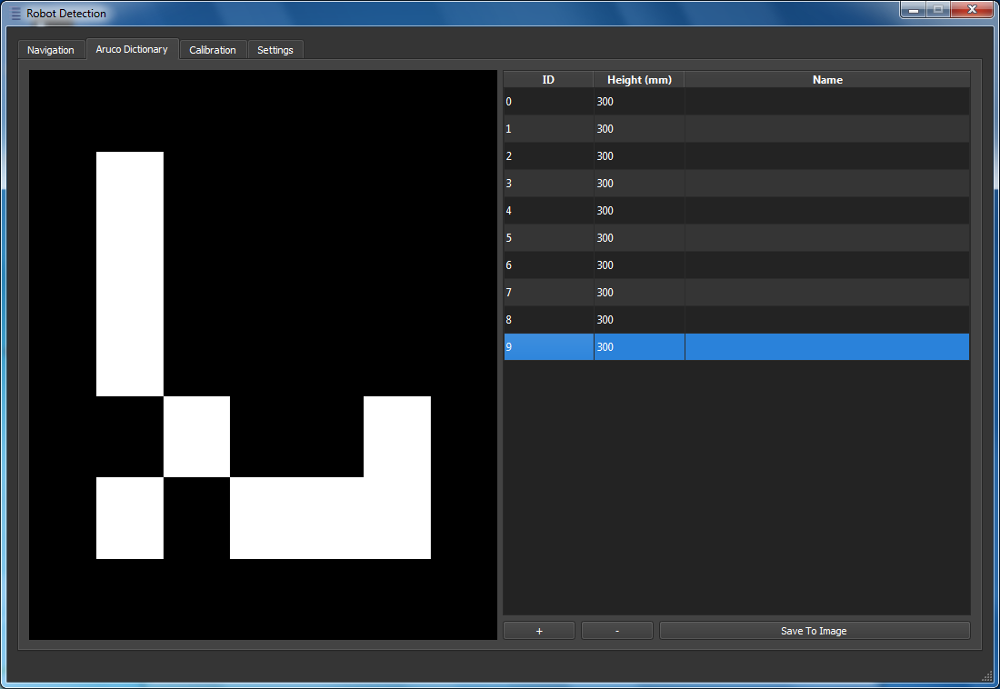 Robot Detection
Navigation Aruco Dictionary Calibration Settings
ID Height (mm) Name
0 300
1 300
2 300
3 300
4 300
5 300
6 300
7 300
8 300
9 300
+ - Save To Image